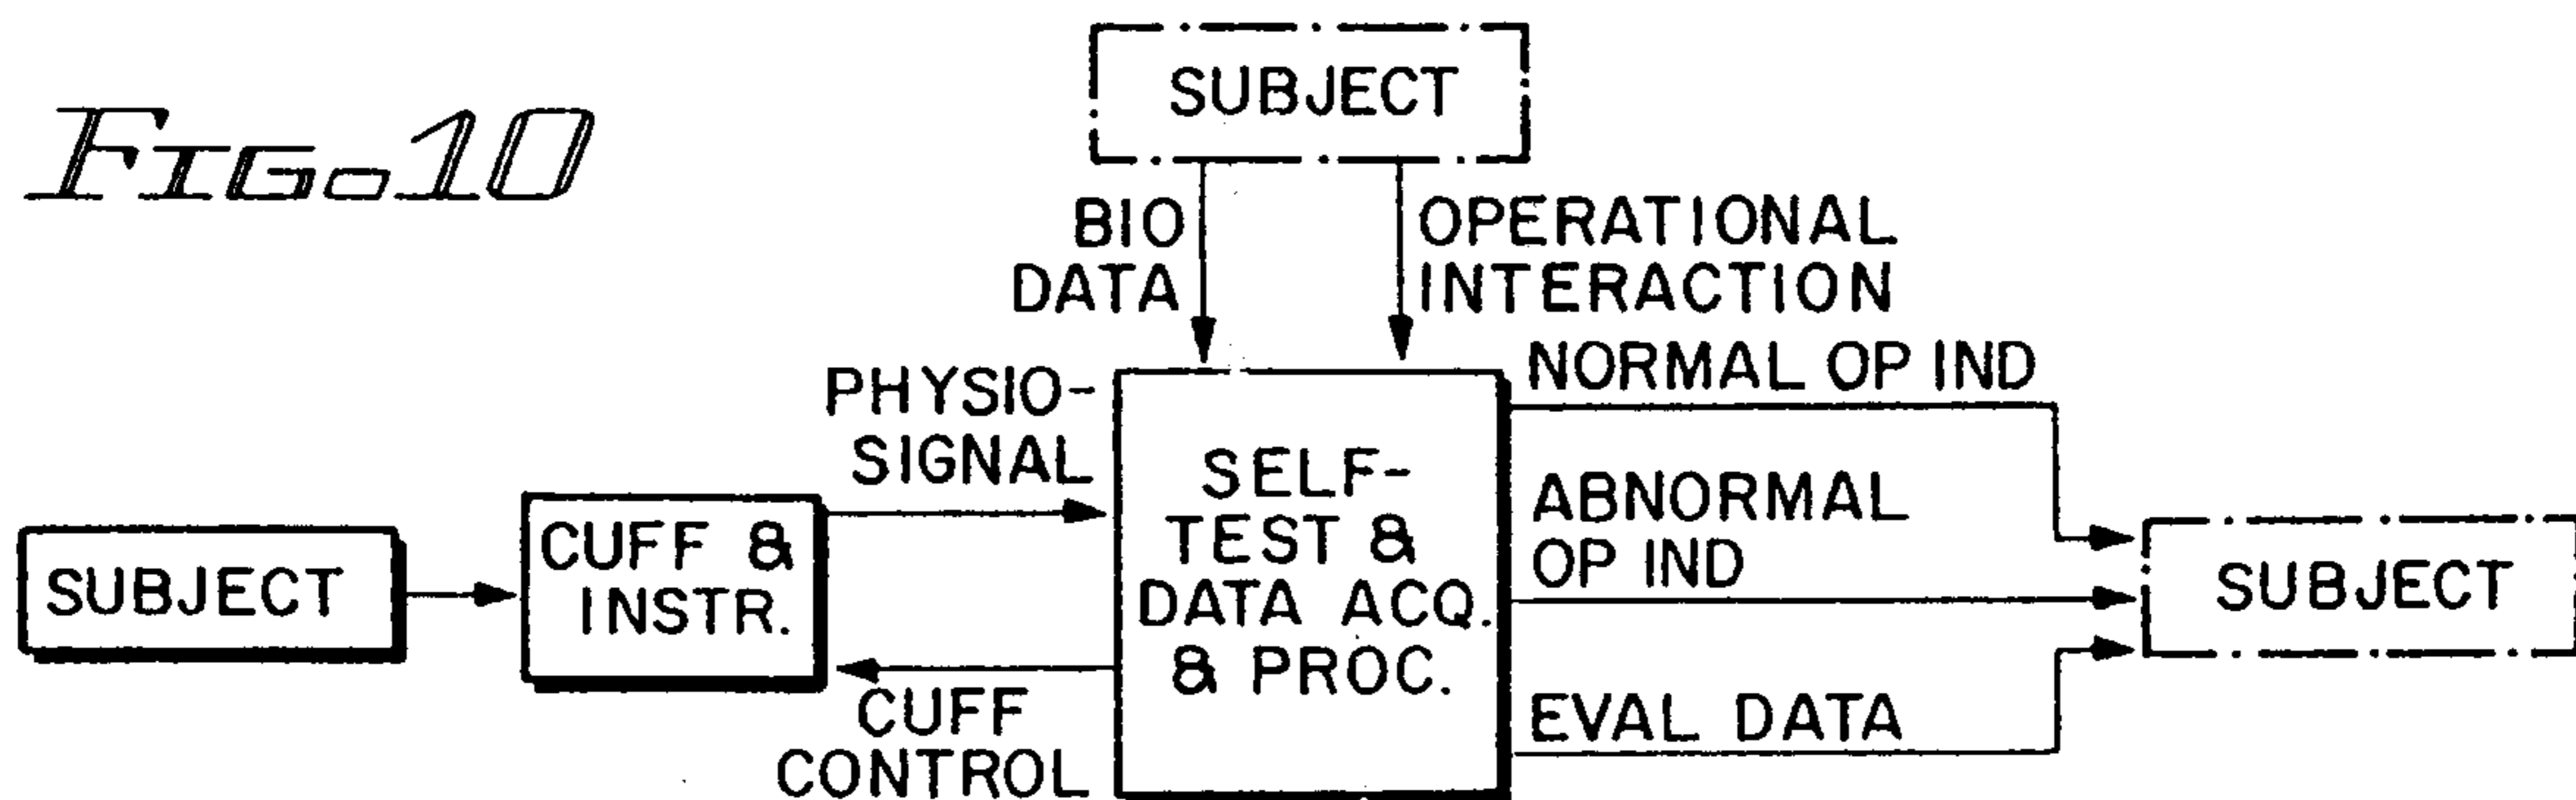 FIG. 10
SUBJECT
BIO
DATA
OPERATIONAL
INTERACTION
PHYSIO-
SIGNAL
NORMAL OP IND
SUBJECT
CUFF &
INSTR.
SELF-
TEST &
DATA ACQ.
& PROC.
ABNORMAL
OP IND
SUBJECT
CUFF
CONTROL
EVAL DATA